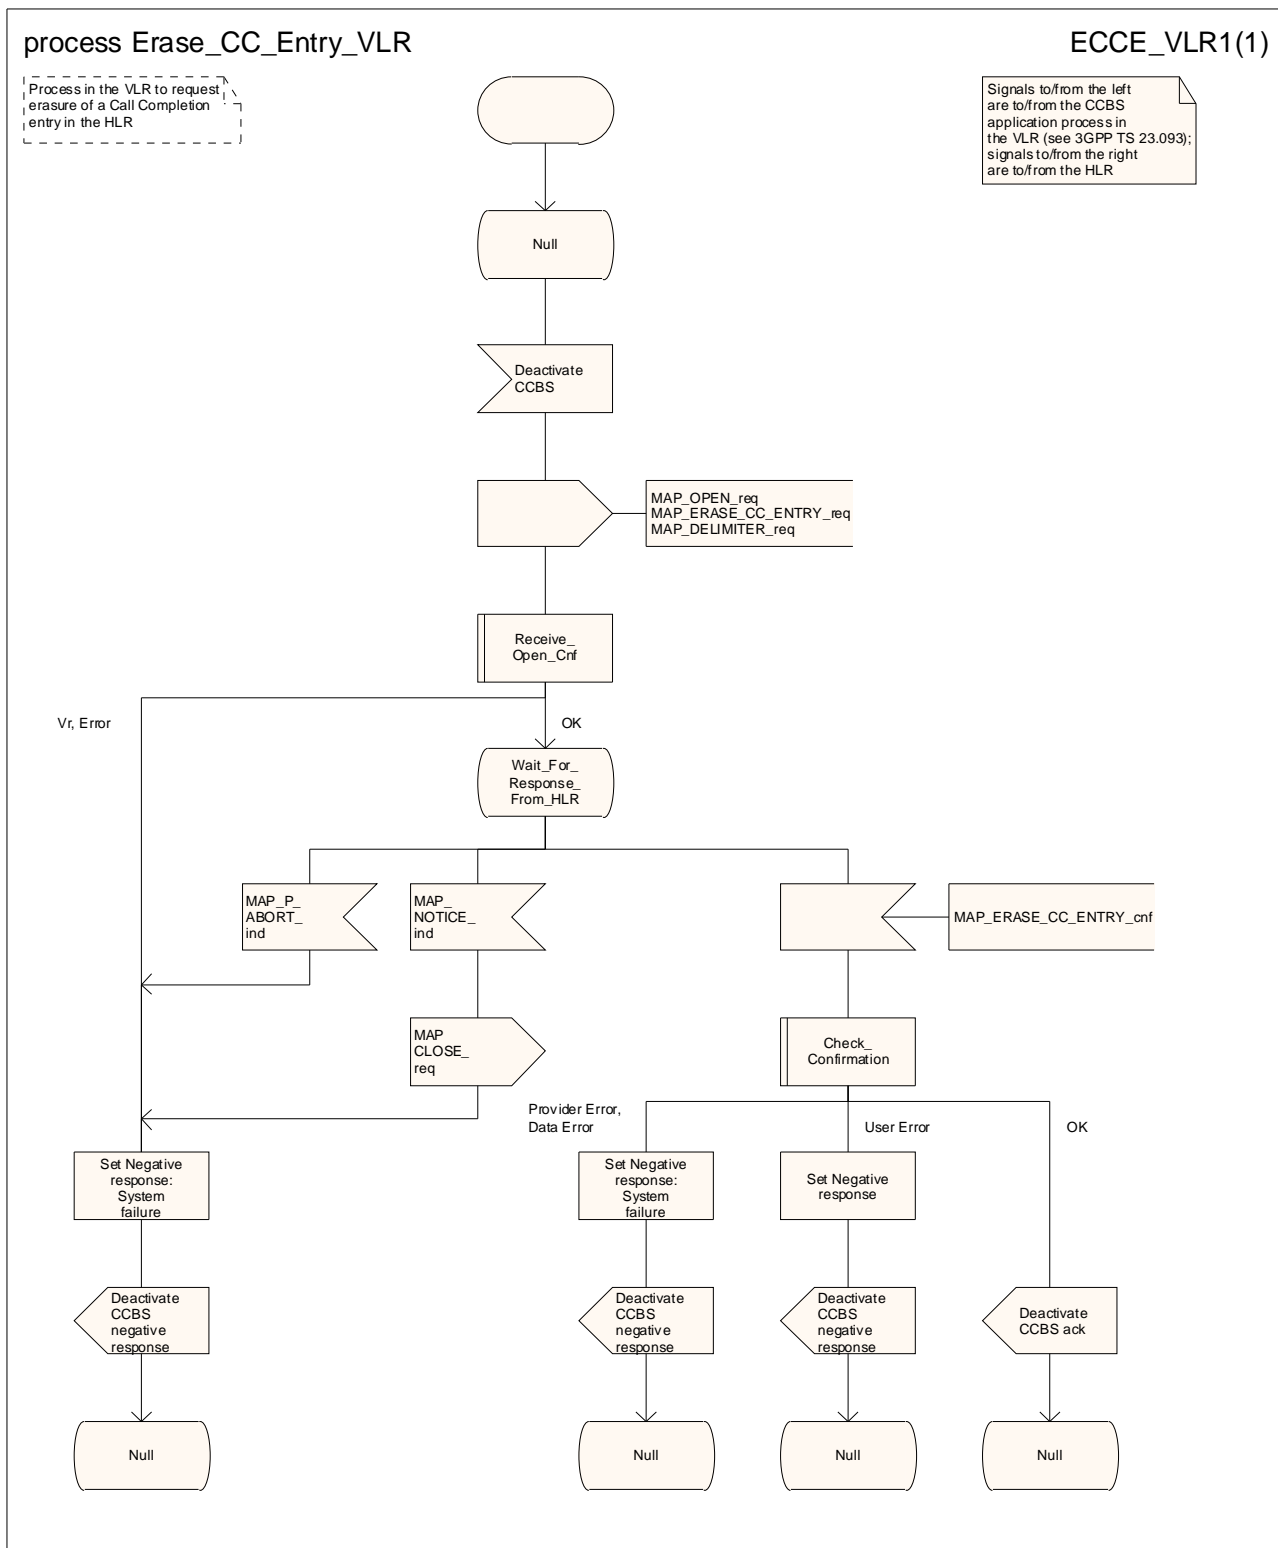 process Erase_CC_Entry_VLR
ECCE_VLR1(1)
Process in the VLR to request
erasure of a Call Completion
entry in the HLR
Signals to/from the left
are to/from the CCBS
application process in
the VLR (see 3GPP TS 23.093);
signals to/from the right
are to/from the HLR
Null
Deactivate
CCBS
MAP_OPEN_req
MAP_ERASE_CC_ENTRY_req
MAP_DELIMITER_req
Receive_
Open_Cnf
Vr, Error
OK
Wait_For_
Response_
From_HLR
MAP_P_
ABORT_
ind
MAP_
NOTICE_
ind
MAP_ERASE_CC_ENTRY_cnf
MAP
CLOSE_
req
Check_
Confirmation
Provider Error,
Data Error
User Error
OK
Set Negative
response:
System
failure
Set Negative
response:
System
failure
Set Negative
response
Deactivate
CCBS
negative
response
Deactivate
CCBS
negative
response
Deactivate
CCBS
negative
response
Deactivate
CCBS ack
Null
Null
Null
Null